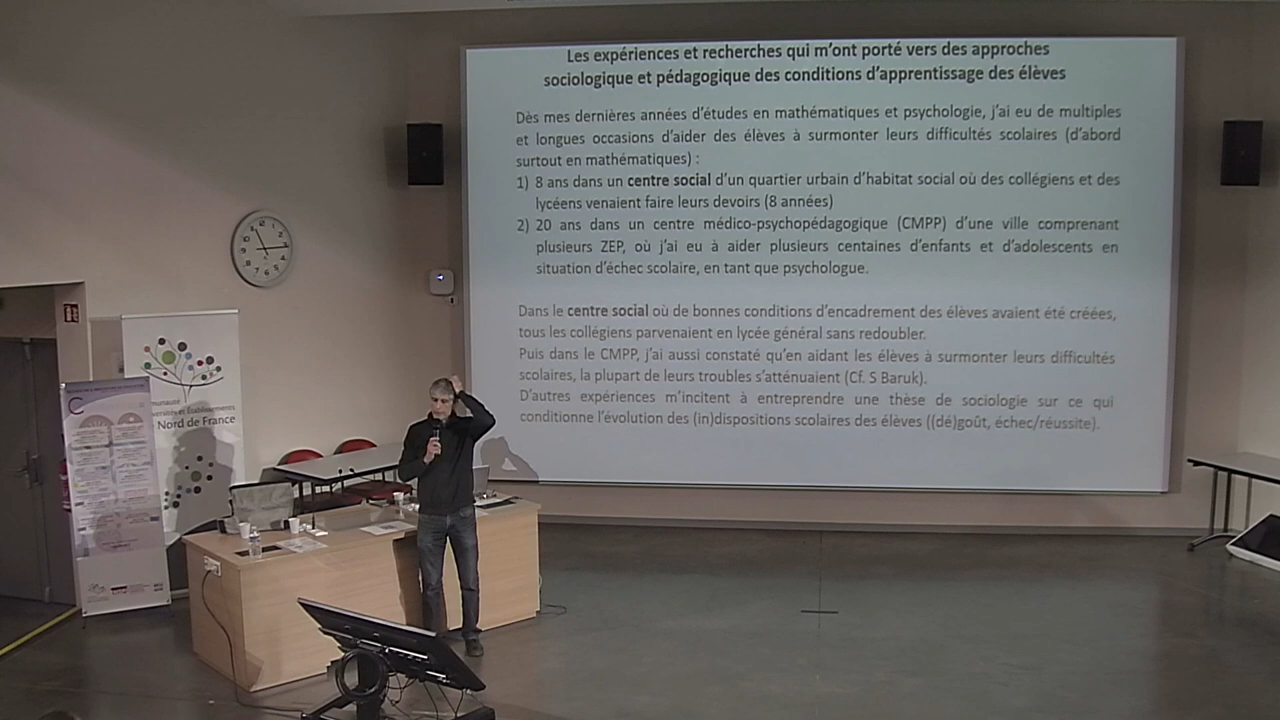 Les expériences et recherches qui m'ont porté vers des approches
sociologique et pédagogique des conditions d'apprentissage des élèves
Dès mes dernières années d'études en mathématiques et psychologie, j'ai eu de multiples
et longues occasions d'aider des élèves à surmonter leurs difficultés scolaires (d'abord
surtout en mathématiques) :
1) 8 ans dans un centre social d'un quartier urbain d'habitat social où des collégiens et des
lycéens venaient faire leurs devoirs (8 années)
2) 20 ans dans un centre médico-psychopédagogique (CMPP) d'une ville comprenant
plusieurs ZEP, où j'ai eu à aider plusieurs centaines d'enfants et d'adolescents en
situation d'échec scolaire, en tant que psychologue.
Dans le centre social où de bonnes conditions d'encadrement des élèves avaient été créées,
tous les collégiens parvenaient en lycée général sans redoubler.
Puis dans le CMPP, j'ai aussi constaté qu'en aidant les élèves à surmonter leurs difficultés
scolaires, la plupart de leurs troubles s'atténuaient (Cf. S Baruk).
D'autres expériences m'incitent à entreprendre une thèse de sociologie sur ce qui
conditionne l'évolution des (in)dispositions scolaires des élèves ((dé)goût, échec/réussite).
munauté
versités et Établissements
Nord de France